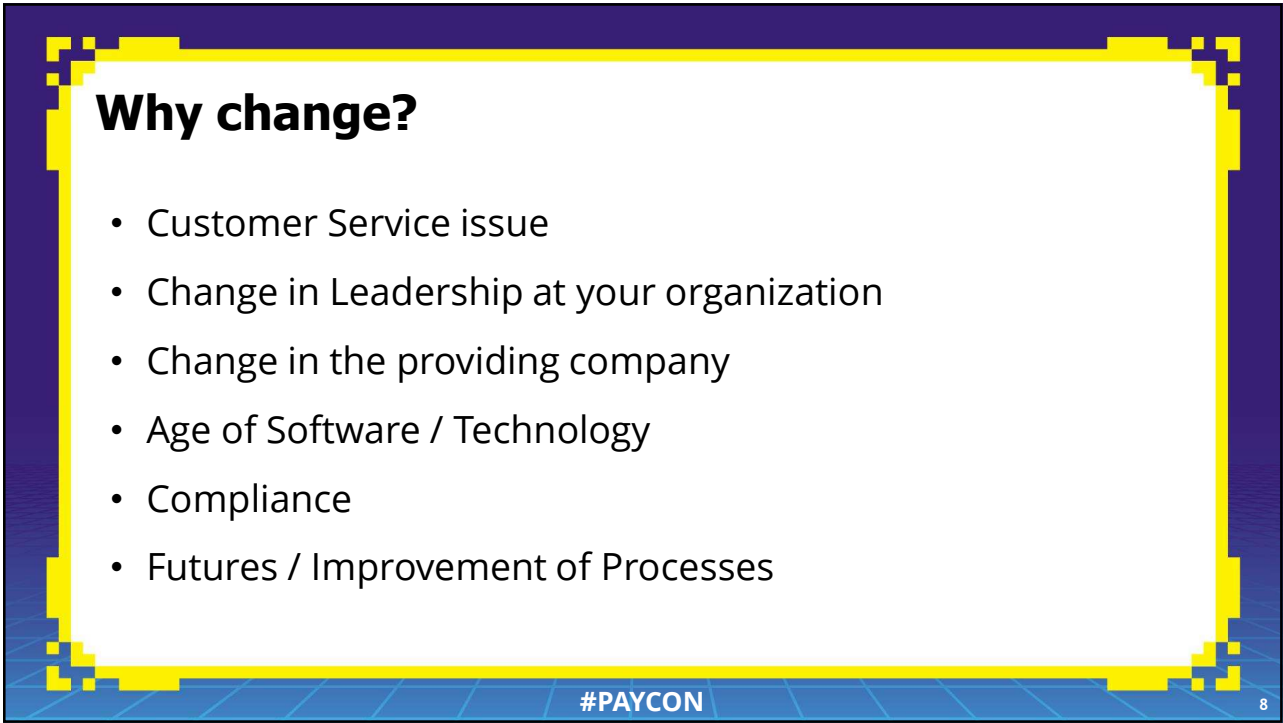 Why change?
• Customer Service issue
• Change in Leadership at your organization
• Change in the providing company
• Age of Software / Technology
• Compliance
• Futures / Improvement of Processes
#PAYCON
8